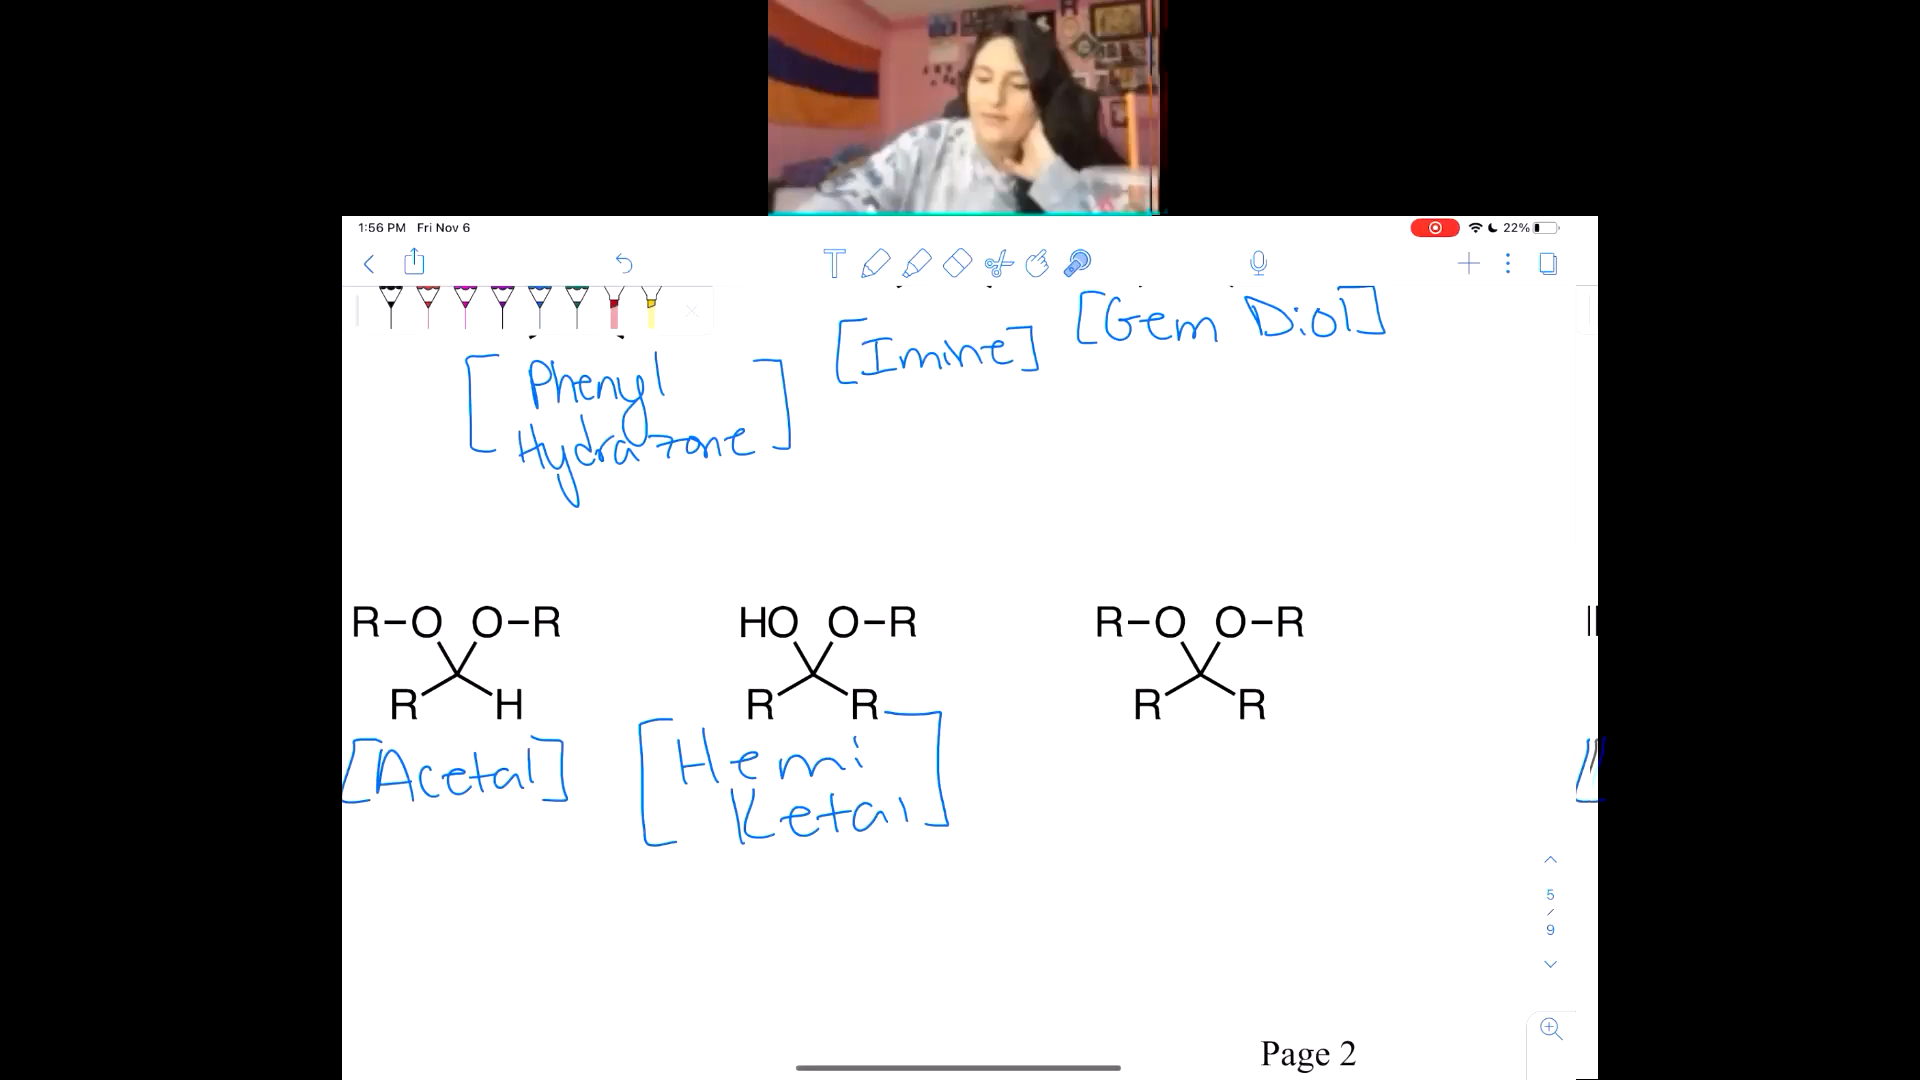 1:56 PM Fri Nov 6
22%
T
[Gem Diol]
[Imine]
[Phenyl
Hydrazone]
R–O O–R
HO O–R
R–O O–R
R H
R R
R R
[Acetal]
[Hemi
Ketal]
5
/
9
Page 2